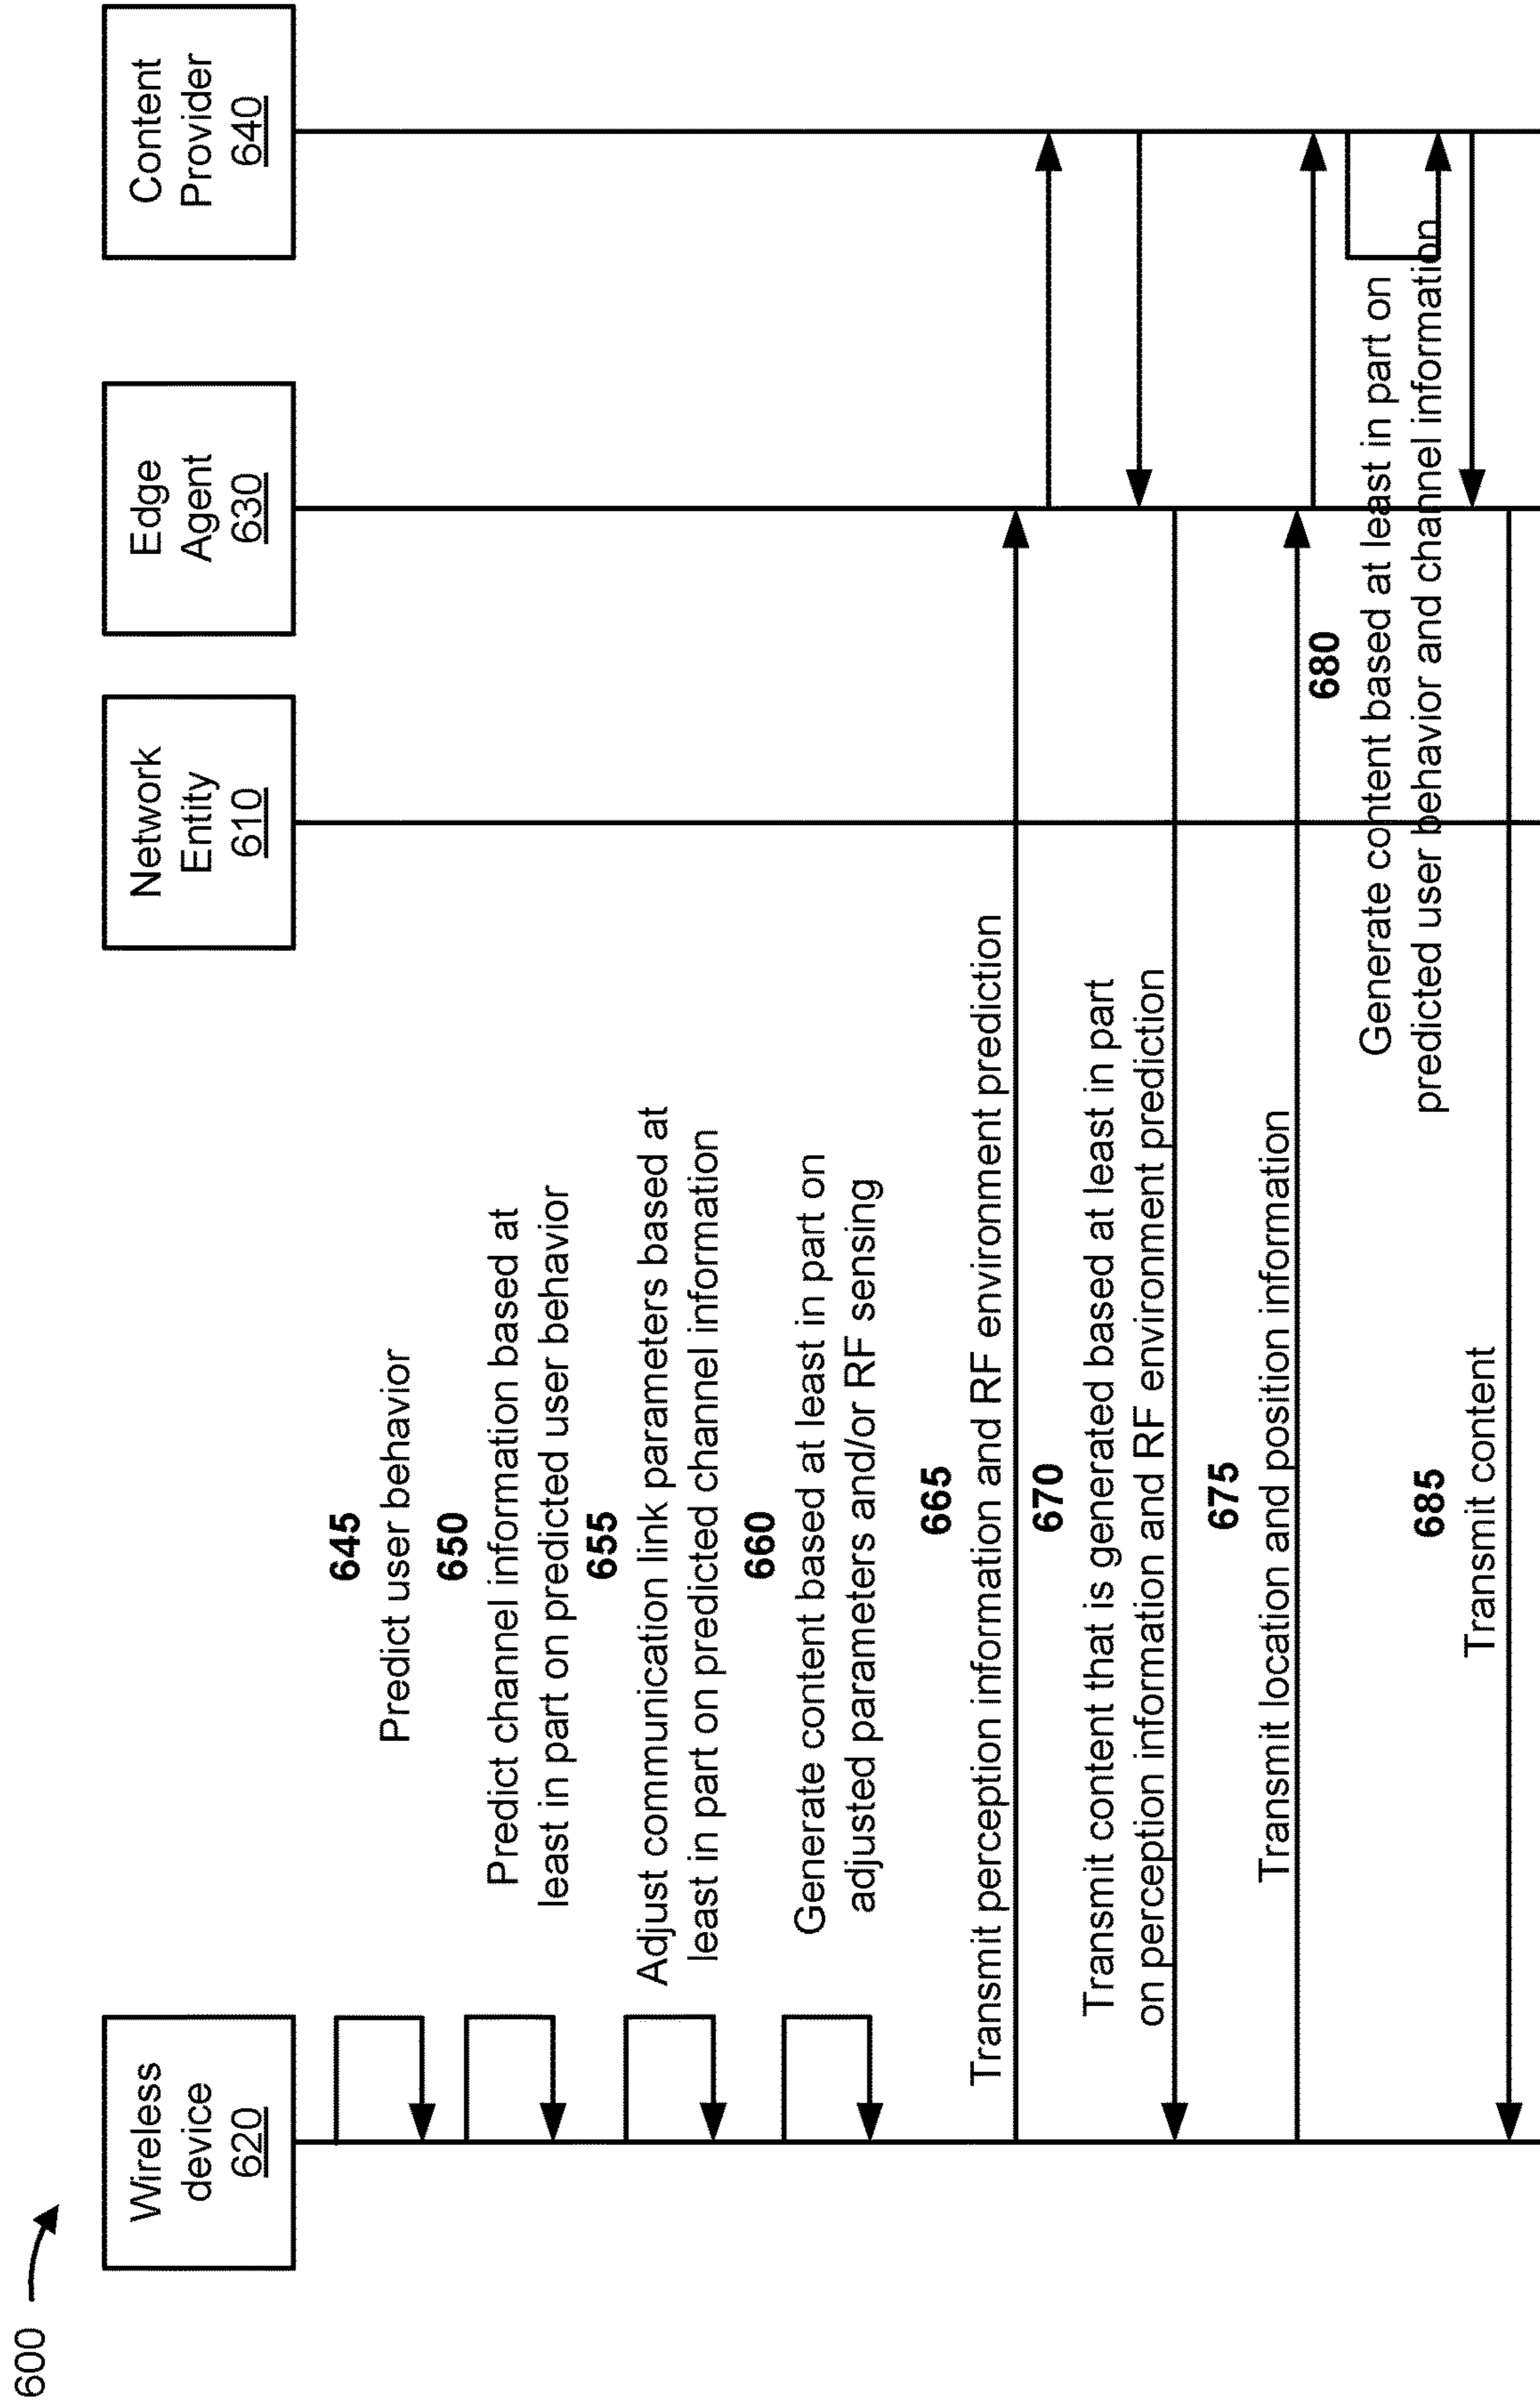 600
Wireless
device
620
Network
Entity
610
Edge
Agent
630
Content
Provider
640
645
Predict user behavior
650
Predict channel information based at
least in part on predicted user behavior
655
Adjust communication link parameters based at
least in part on predicted channel information
660
Generate content based at least in part on
adjusted parameters and/or RF sensing
665
Transmit perception information and RF environment prediction
670
Transmit content that is generated based at least in part
on perception information and RF environment prediction
675
Transmit location and position information
680
Generate content based at least in part on
predicted user behavior and channel information
685
Transmit content